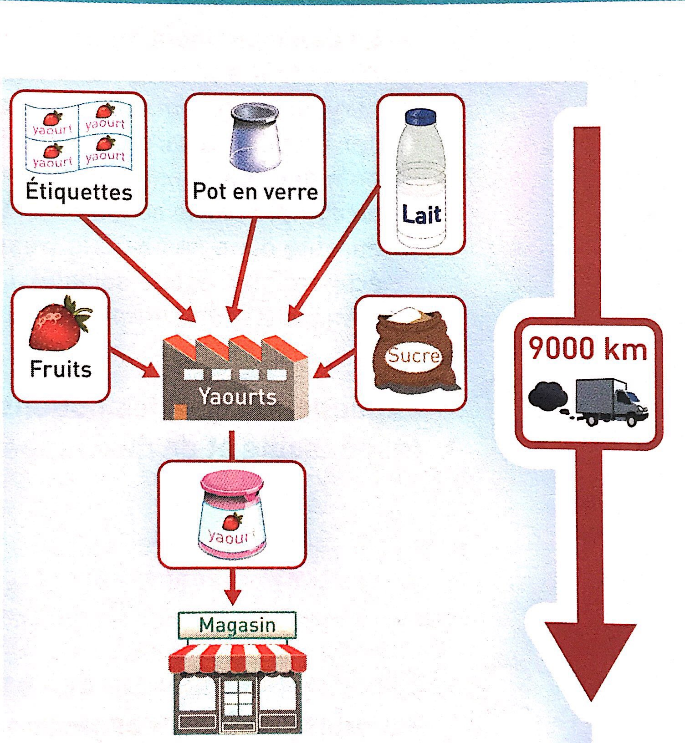 yaourt yaourt
yaourt yaourt
Étiquettes
Pot en verre
Lait
Fruits
Sucre
Yaourts
9000 km
yaourt
Magasin